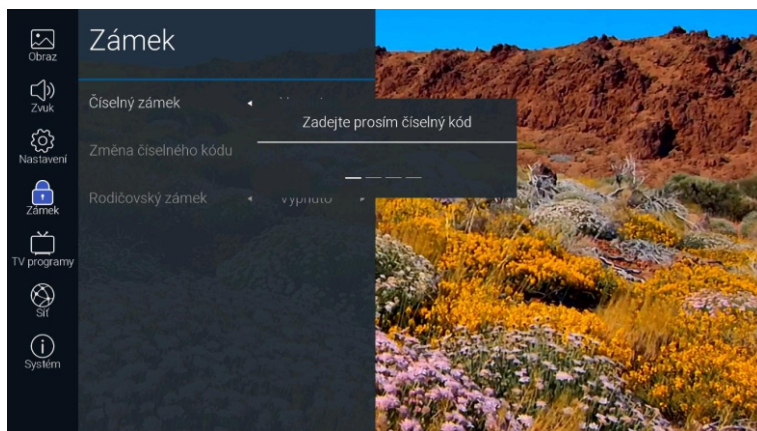 Obraz
Zvuk
Nastavení
Zámek
TV programy
Síť
Systém
Zámek
Číselný zámek
Změna číselného kódu
Rodičovský zámek
Vypnuto
Zadejte prosím číselný kód